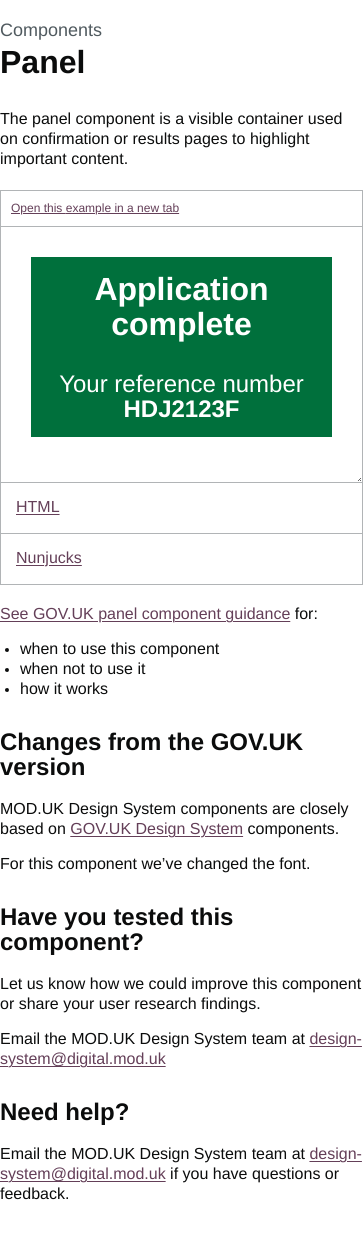 Components
Panel
The panel component is a visible container used
on confirmation or results pages to highlight
important content.
Open this example in a new tab
Application
complete
Your reference number
HDJ2123F
HTML
Nunjucks
See GOV.UK panel component guidance for:
• when to use this component
• when not to use it
• how it works
Changes from the GOV.UK
version
MOD.UK Design System components are closely
based on GOV.UK Design System components.
For this component we’ve changed the font.
Have you tested this
component?
Let us know how we could improve this component
or share your user research findings.
Email the MOD.UK Design System team at design-
system@digital.mod.uk
Need help?
Email the MOD.UK Design System team at design-
system@digital.mod.uk if you have questions or
feedback.